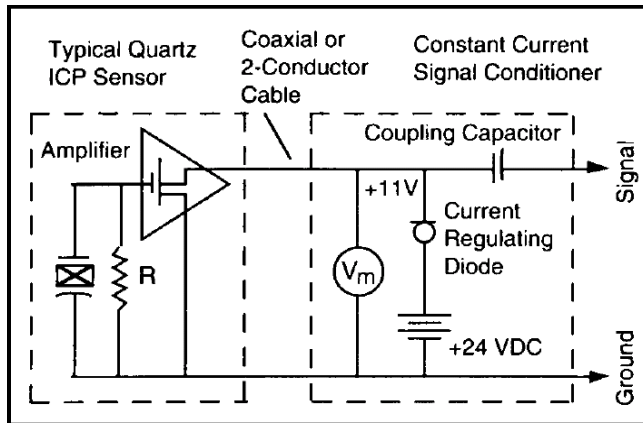 Typical Quartz
ICP Sensor
Coaxial or
2-Conductor
Cable
Constant Current
Signal Conditioner
Amplifier
R
Coupling Capacitor
+11V
Current
Regulating
Diode
Vm
+24 VDC
Signal
Ground